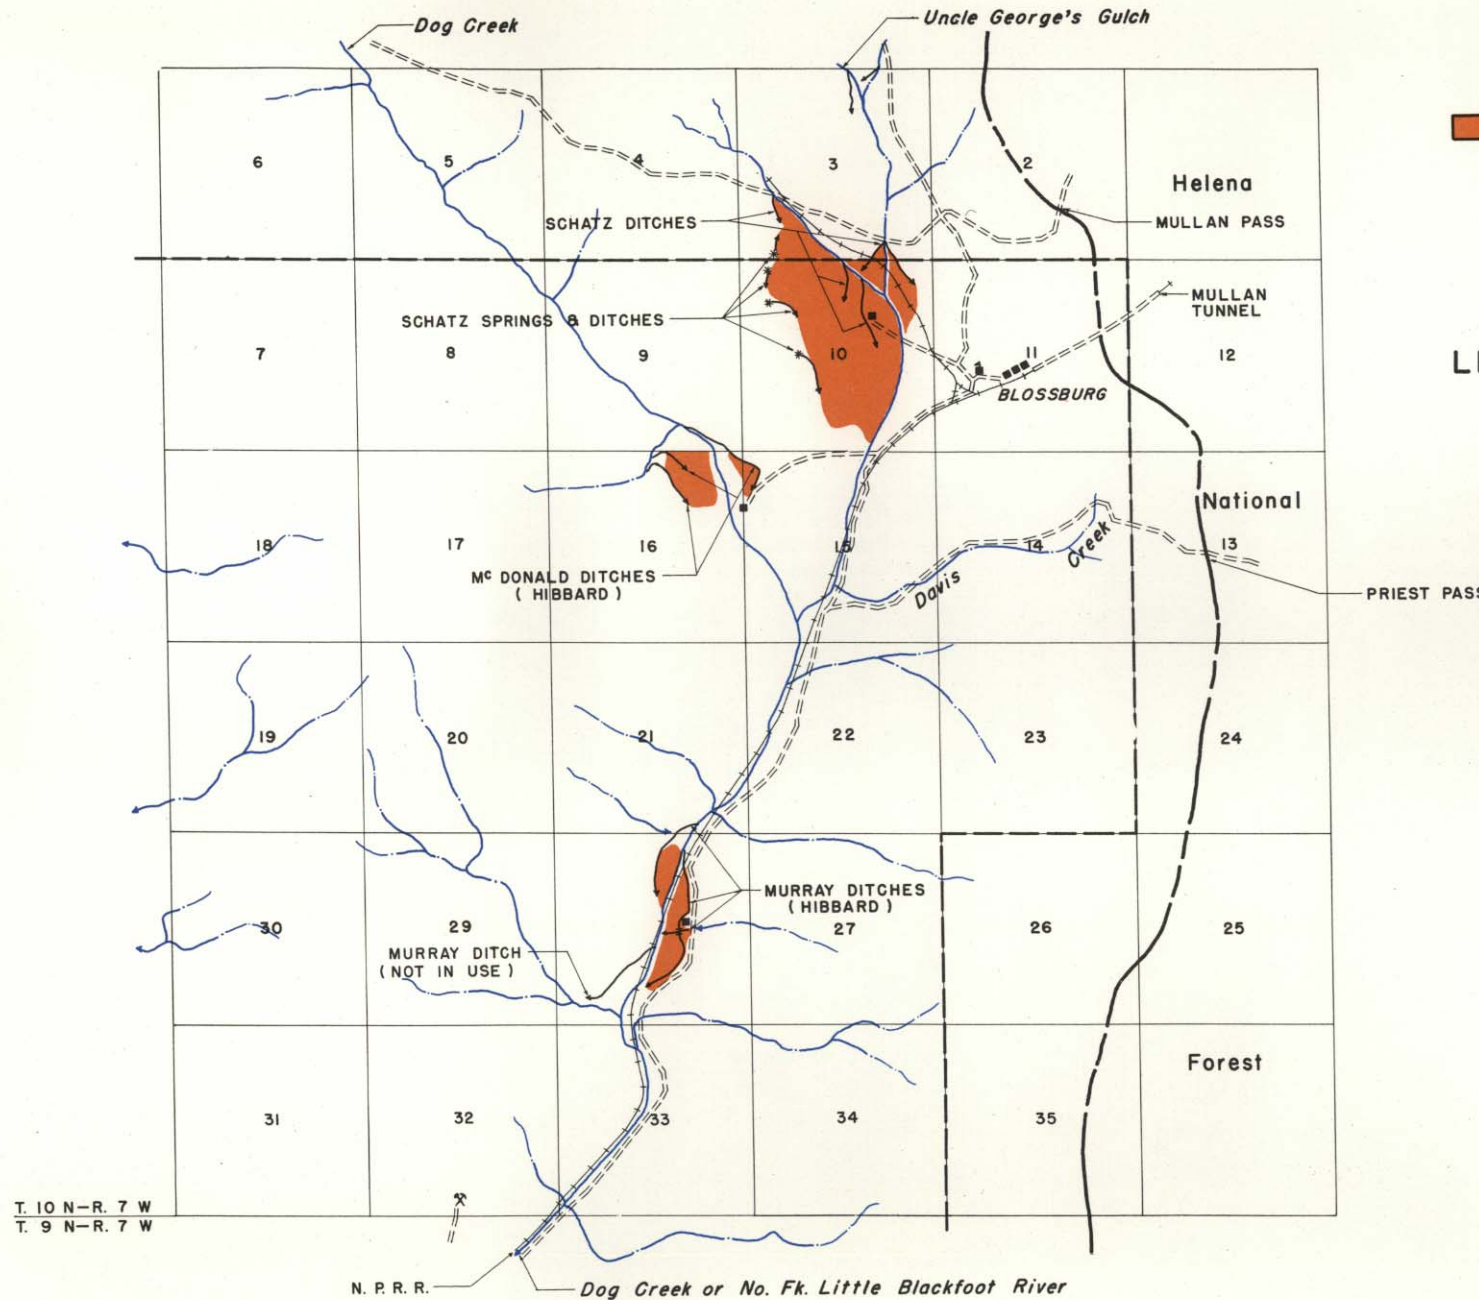 Dog Creek
Uncle George's Gulch
6
5
4
3
2
Helena
MULLAN PASS
SCHATZ DITCHES
MULLAN
TUNNEL
SCHATZ SPRINGS & DITCHES
7
8
9
10
11
12
BLOSSBURG
National
18
17
16
15
14
13
Mc DONALD DITCHES
( HIBBARD )
Davis
Creek
PRIEST PASS
19
20
21
22
23
24
MURRAY DITCHES
( HIBBARD )
30
29
27
26
25
MURRAY DITCH
( NOT IN USE )
Forest
31
32
33
34
35
T. 10 N-R. 7 W
T. 9 N-R. 7 W
N. P. R. R.
Dog Creek or No. Fk. Little Blackfoot River